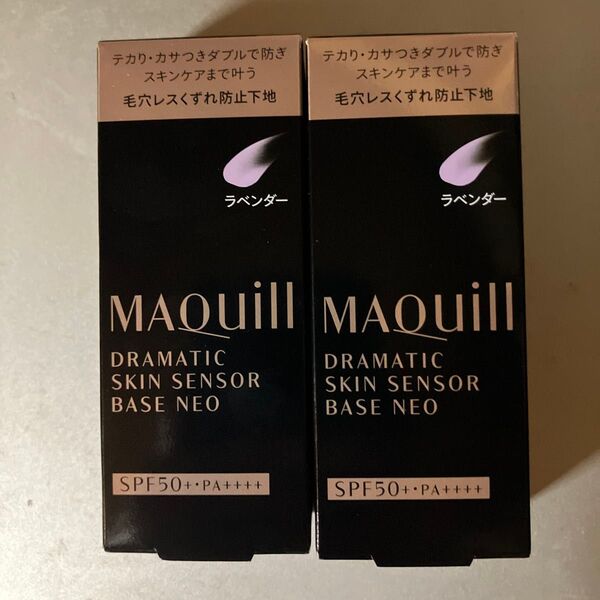 テカり・カサつきダブルで防ぎ
スキンケアまで叶う
毛穴レスくずれ防止下地
ラベンダー
MAQuill
DRAMATIC
SKIN SENSOR
BASE NEO
SPF50+・PA++++
テカり・カサつきダブルで防ぎ
スキンケアまで叶う
毛穴レスくずれ防止下地
ラベンダー
MAQuill
DRAMATIC
SKIN SENSOR
BASE NEO
SPF50+・PA++++